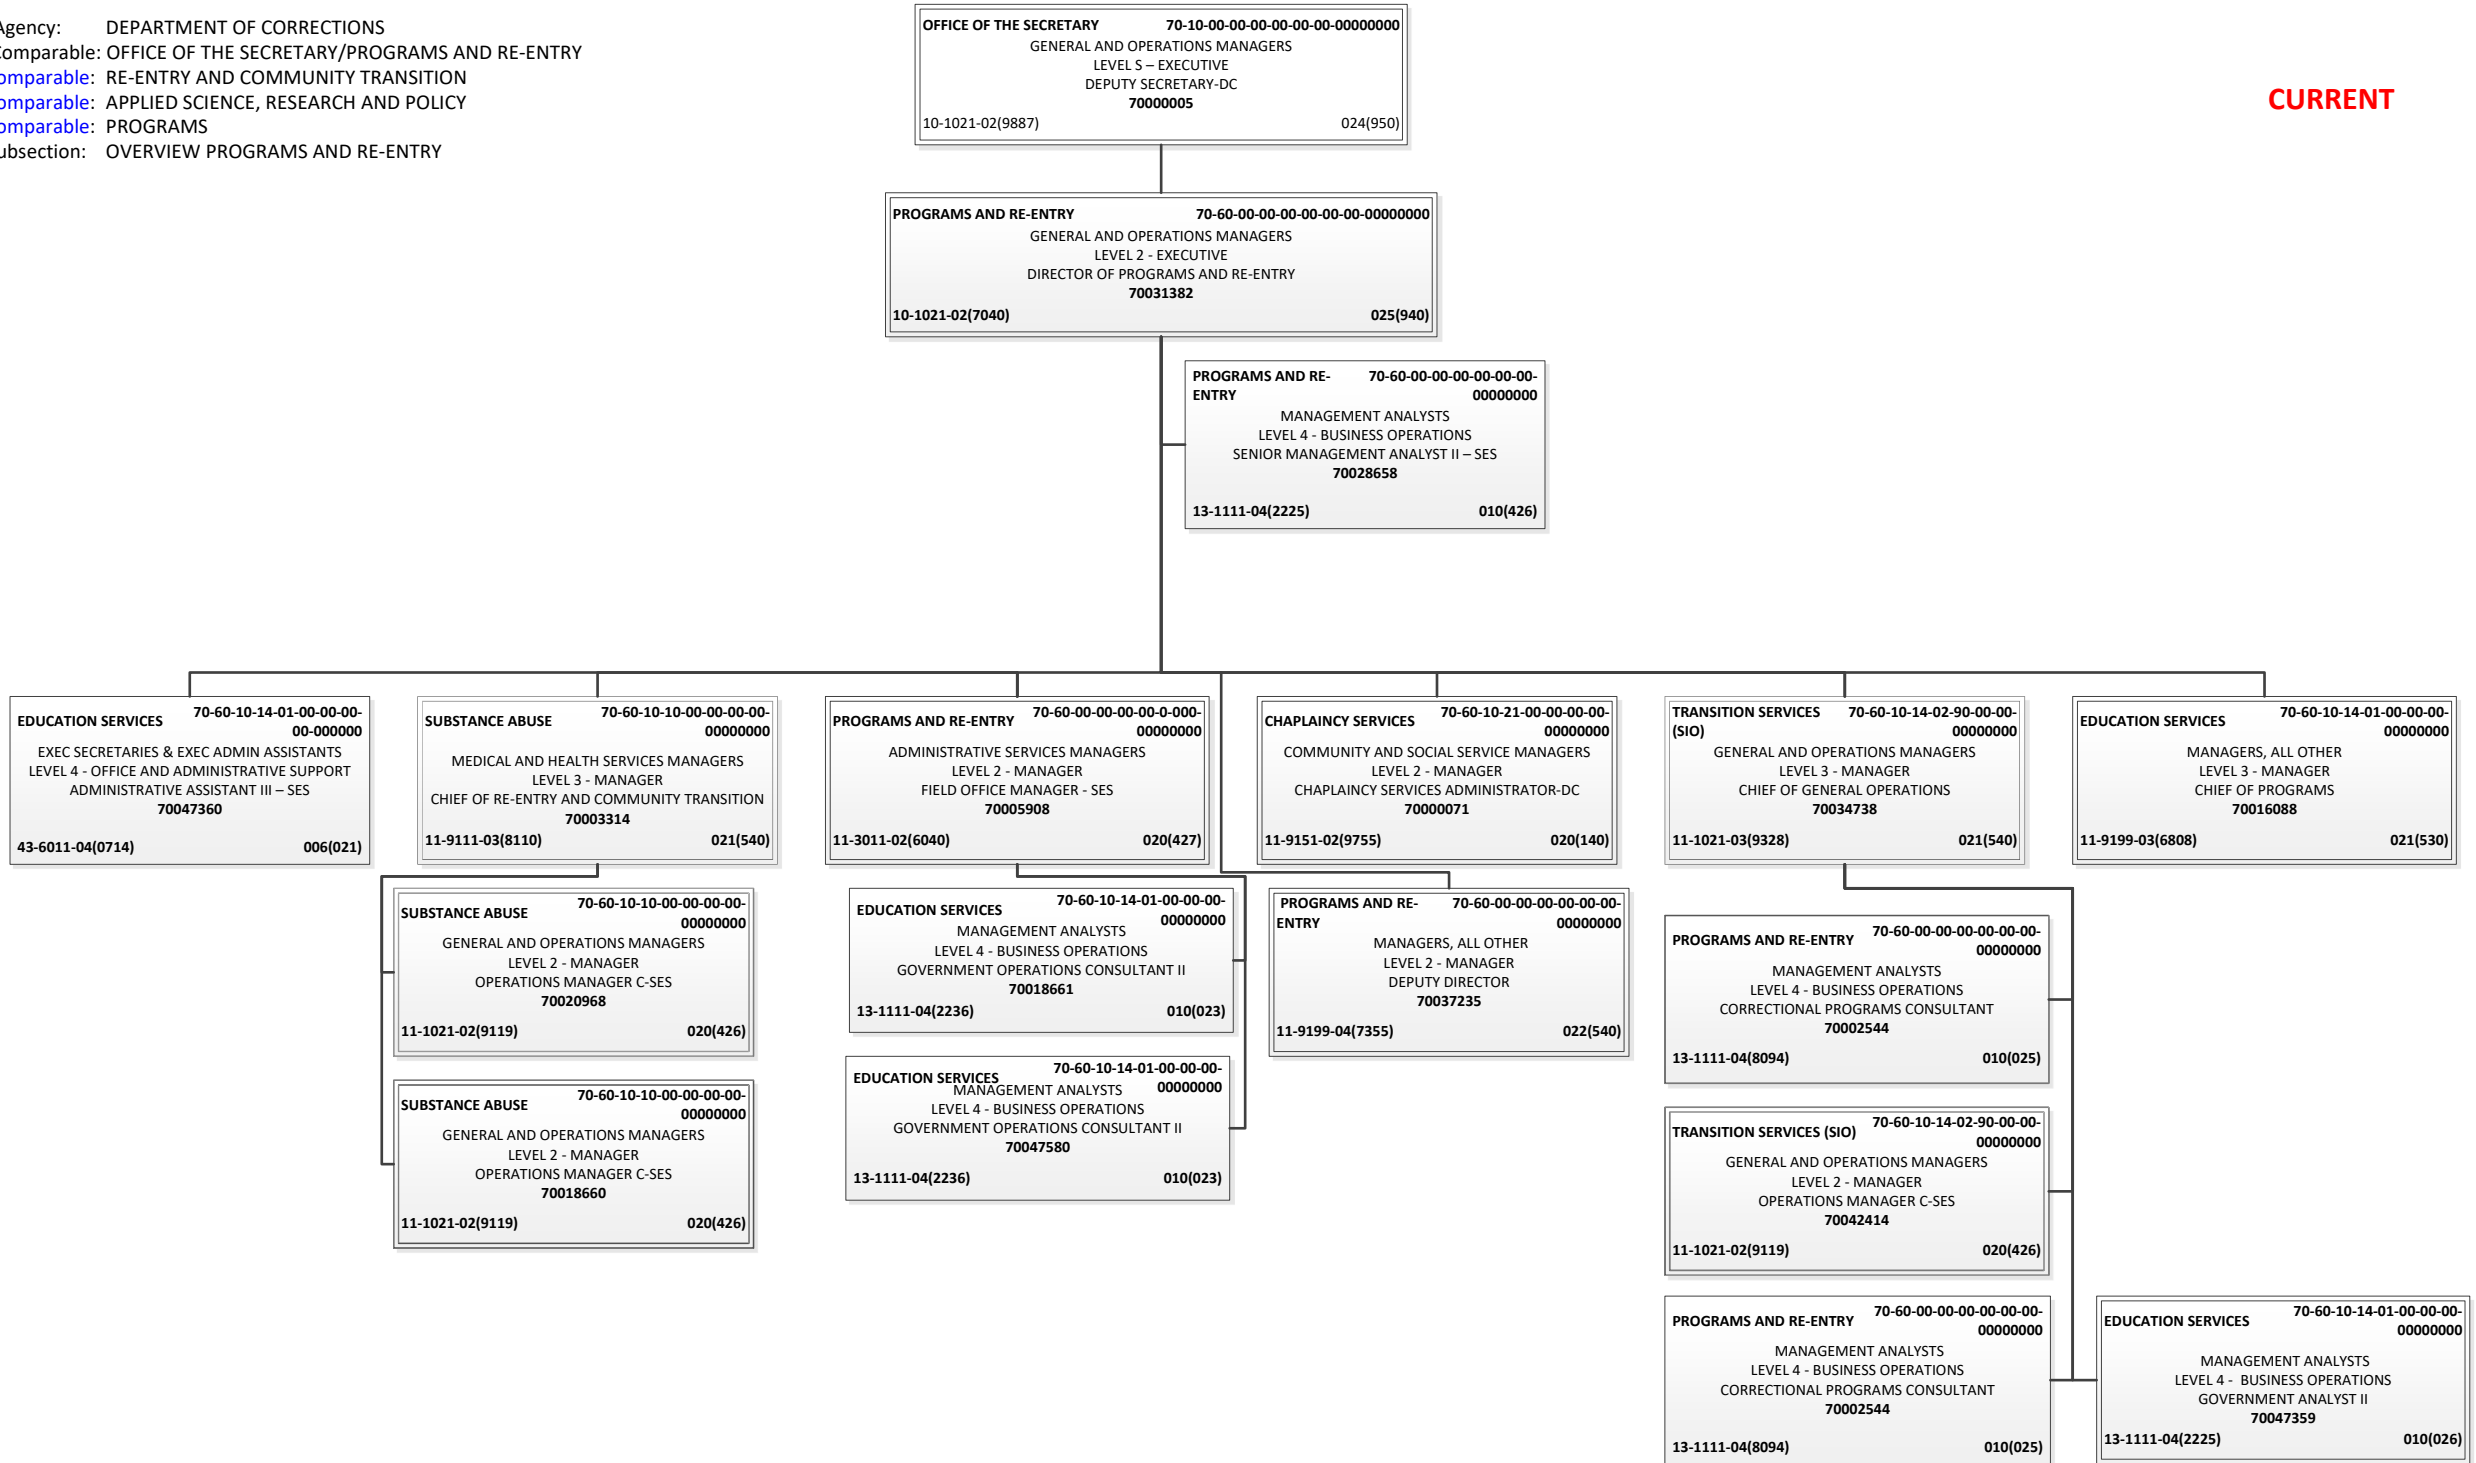 Agency: DEPARTMENT OF CORRECTIONS
Comparable: OFFICE OF THE SECRETARY/PROGRAMS AND RE-ENTRY
omparable: RE-ENTRY AND COMMUNITY TRANSITION
omparable: APPLIED SCIENCE, RESEARCH AND POLICY
omparable: PROGRAMS
ubsection: OVERVIEW PROGRAMS AND RE-ENTRY
CURRENT
OFFICE OF THE SECRETARY 70-10-00-00-00-00-00-00-00000000
GENERAL AND OPERATIONS MANAGERS
LEVEL S – EXECUTIVE
DEPUTY SECRETARY-DC
70000005
10-1021-02(9887) 024(950)
PROGRAMS AND RE-ENTRY 70-60-00-00-00-00-00-00-00000000
GENERAL AND OPERATIONS MANAGERS
LEVEL 2 - EXECUTIVE
DIRECTOR OF PROGRAMS AND RE-ENTRY
70031382
10-1021-02(7040) 025(940)
PROGRAMS AND RE- 70-60-00-00-00-00-00-00-
ENTRY 00000000
MANAGEMENT ANALYSTS
LEVEL 4 - BUSINESS OPERATIONS
SENIOR MANAGEMENT ANALYST II – SES
70028658
13-1111-04(2225) 010(426)
EDUCATION SERVICES 70-60-10-14-01-00-00-00-
00-000000
EXEC SECRETARIES & EXEC ADMIN ASSISTANTS
LEVEL 4 - OFFICE AND ADMINISTRATIVE SUPPORT
ADMINISTRATIVE ASSISTANT III – SES
70047360
43-6011-04(0714) 006(021)
SUBSTANCE ABUSE 70-60-10-10-00-00-00-00-
00000000
MEDICAL AND HEALTH SERVICES MANAGERS
LEVEL 3 - MANAGER
CHIEF OF RE-ENTRY AND COMMUNITY TRANSITION
70003314
11-9111-03(8110) 021(540)
PROGRAMS AND RE-ENTRY 70-60-00-00-00-00-0-000-
00000000
ADMINISTRATIVE SERVICES MANAGERS
LEVEL 2 - MANAGER
FIELD OFFICE MANAGER - SES
70005908
11-3011-02(6040) 020(427)
CHAPLAINCY SERVICES 70-60-10-21-00-00-00-00-
00000000
COMMUNITY AND SOCIAL SERVICE MANAGERS
LEVEL 2 - MANAGER
CHAPLAINCY SERVICES ADMINISTRATOR-DC
70000071
11-9151-02(9755) 020(140)
TRANSITION SERVICES 70-60-10-14-02-90-00-00-
(SIO) 00000000
GENERAL AND OPERATIONS MANAGERS
LEVEL 3 - MANAGER
CHIEF OF GENERAL OPERATIONS
70034738
11-1021-03(9328) 021(540)
EDUCATION SERVICES 70-60-10-14-01-00-00-00-
00000000
MANAGERS, ALL OTHER
LEVEL 3 - MANAGER
CHIEF OF PROGRAMS
70016088
11-9199-03(6808) 021(530)
SUBSTANCE ABUSE 70-60-10-10-00-00-00-00-
00000000
GENERAL AND OPERATIONS MANAGERS
LEVEL 2 - MANAGER
OPERATIONS MANAGER C-SES
70020968
11-1021-02(9119) 020(426)
SUBSTANCE ABUSE 70-60-10-10-00-00-00-00-
00000000
GENERAL AND OPERATIONS MANAGERS
LEVEL 2 - MANAGER
OPERATIONS MANAGER C-SES
70018660
11-1021-02(9119) 020(426)
EDUCATION SERVICES 70-60-10-14-01-00-00-00-
00000000
MANAGEMENT ANALYSTS
LEVEL 4 - BUSINESS OPERATIONS
GOVERNMENT OPERATIONS CONSULTANT II
70018661
13-1111-04(2236) 010(023)
EDUCATION SERVICES 70-60-10-14-01-00-00-00-
00000000
MANAGEMENT ANALYSTS
LEVEL 4 - BUSINESS OPERATIONS
GOVERNMENT OPERATIONS CONSULTANT II
70047580
13-1111-04(2236) 010(023)
PROGRAMS AND RE- 70-60-00-00-00-00-00-00-
ENTRY 00000000
MANAGERS, ALL OTHER
LEVEL 2 - MANAGER
DEPUTY DIRECTOR
70037235
11-9199-04(7355) 022(540)
PROGRAMS AND RE-ENTRY 70-60-00-00-00-00-00-00-
00000000
MANAGEMENT ANALYSTS
LEVEL 4 - BUSINESS OPERATIONS
CORRECTIONAL PROGRAMS CONSULTANT
70002544
13-1111-04(8094) 010(025)
TRANSITION SERVICES (SIO) 70-60-10-14-02-90-00-00-
00000000
GENERAL AND OPERATIONS MANAGERS
LEVEL 2 - MANAGER
OPERATIONS MANAGER C-SES
70042414
11-1021-02(9119) 020(426)
PROGRAMS AND RE-ENTRY 70-60-00-00-00-00-00-00-
00000000
MANAGEMENT ANALYSTS
LEVEL 4 - BUSINESS OPERATIONS
CORRECTIONAL PROGRAMS CONSULTANT
70002544
13-1111-04(8094) 010(025)
EDUCATION SERVICES 70-60-10-14-01-00-00-00-
00000000
MANAGEMENT ANALYSTS
LEVEL 4 - BUSINESS OPERATIONS
GOVERNMENT ANALYST II
70047359
13-1111-04(2225) 010(026)